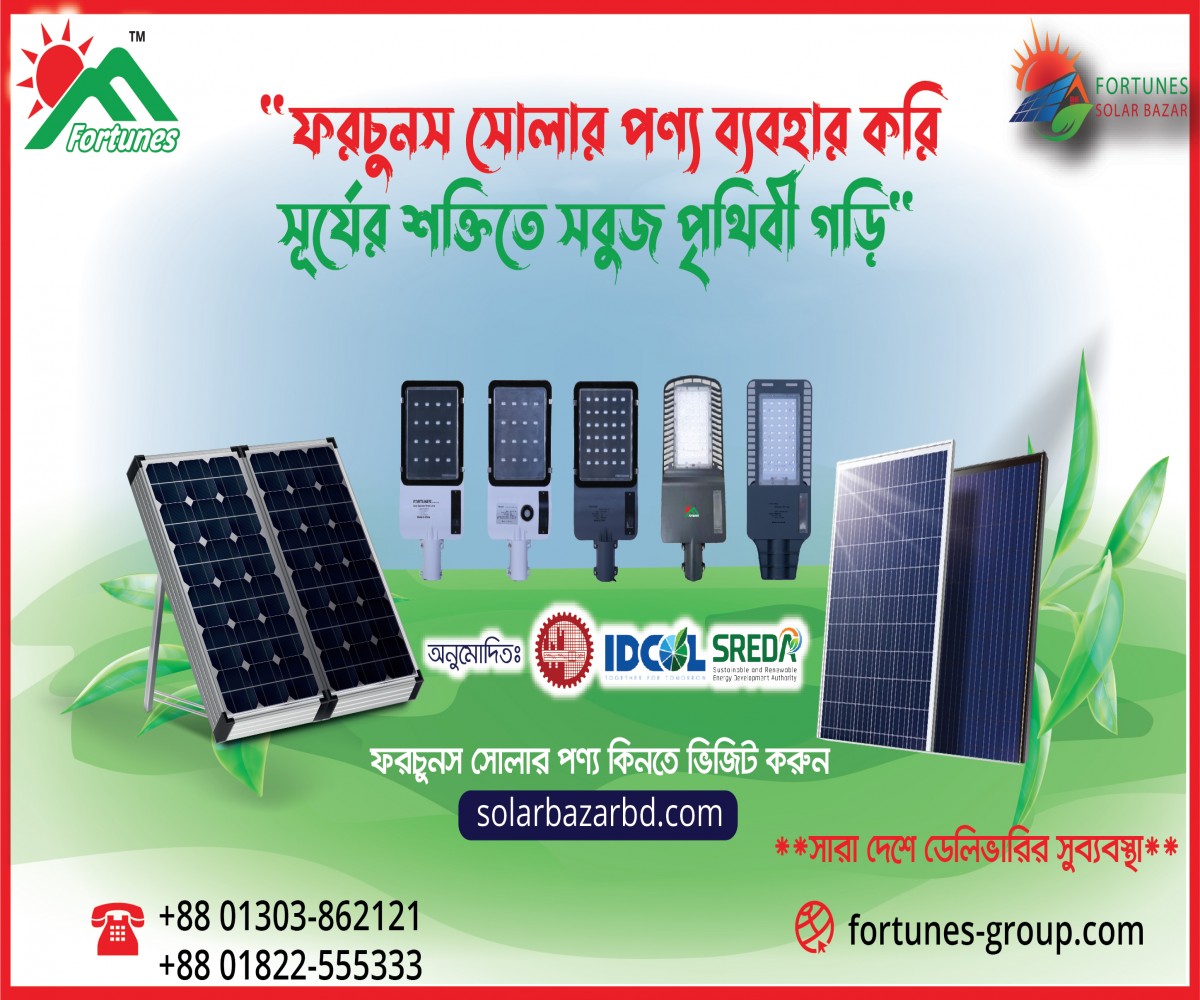 TM
Fortunes
FORTUNES
SOLAR BAZAR
“ফরচুনস সোলার পণ্য ব্যবহার করি
সূর্যের শক্তিতে সবুজ পৃথিবী গড়ি“
অনুমোদিতঃ
IDCOL
TOGETHER FOR TOMORROW
SREDA
Sustainable and Renewable
Energy Development Authority
ফরচুনস সোলার পণ্য কিনতে ভিজিট করুন
solarbazarbd.com
**সারা দেশে ডেলিভারির সুব্যবস্থা**
+88 01303-862121
+88 01822-555333
fortunes-group.com